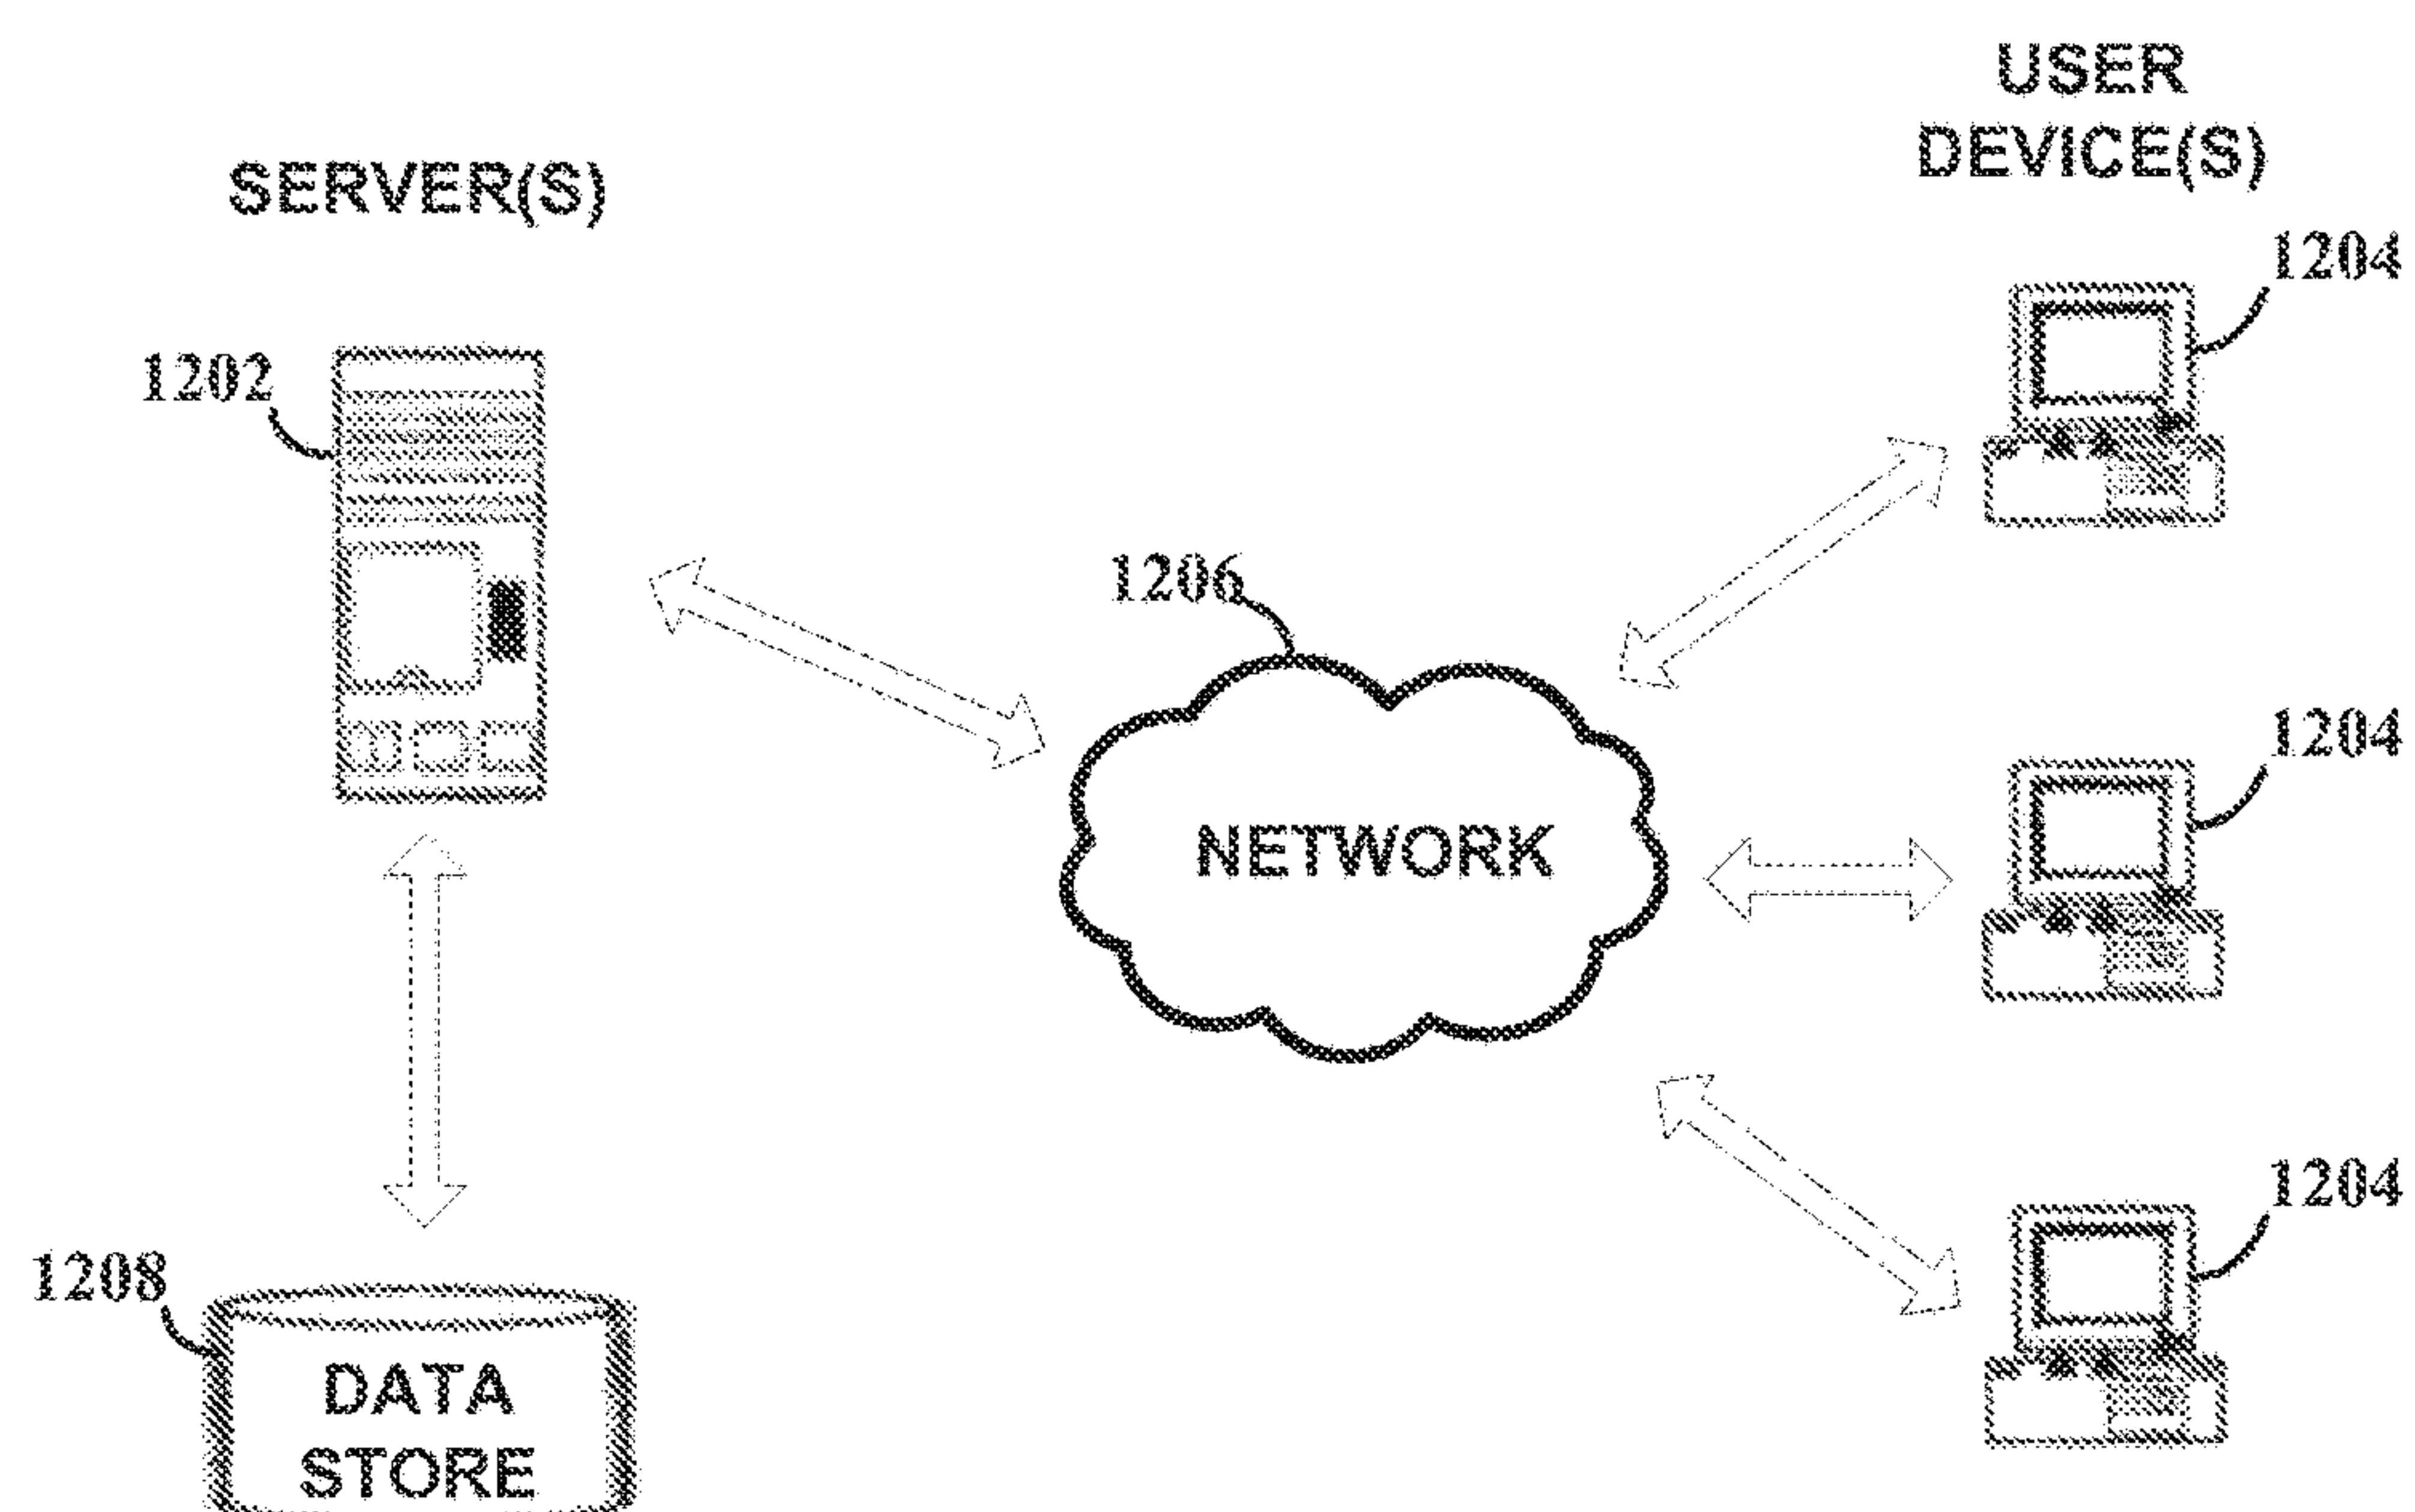 USER
DEVICE(S)
SERVER(S)
1204
1202
1206
1204
NETWORK
1204
1208
DATA
STORE